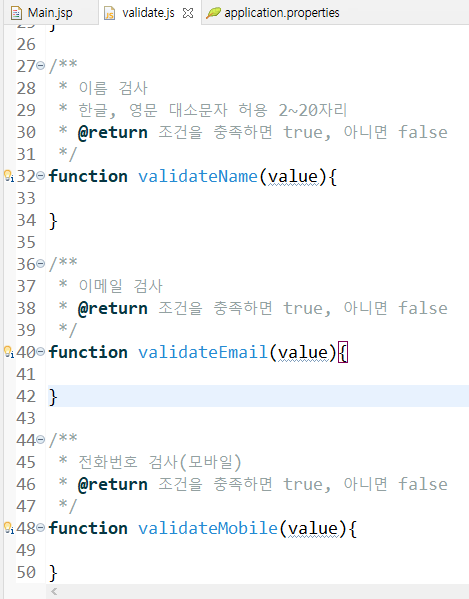 Main.jsp validate.js application.properties
26
27 /**
28 * 이름 검사
29 * 한글, 영문 대소문자 허용 2~20자리
30 * @return 조건을 충족하면 true, 아니면 false
31 */
32 function validateName(value){
33
34 }
35
36 /**
37 * 이메일 검사
38 * @return 조건을 충족하면 true, 아니면 false
39 */
40 function validateEmail(value){
41
42 }
43
44 /**
45 * 전화번호 검사(모바일)
46 * @return 조건을 충족하면 true, 아니면 false
47 */
48 function validateMobile(value){
49
50 }